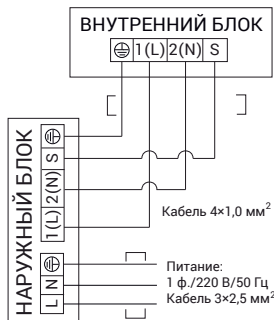 ВНУТРЕННИЙ БЛОК
1(L) 2(N) S
НАРУЖНЫЙ БЛОК
S
2(N)
1(L)
N
L
Кабель 4×1,0 мм²
Питание:
1 ф./220 В/50 Гц
Кабель 3×2,5 мм²